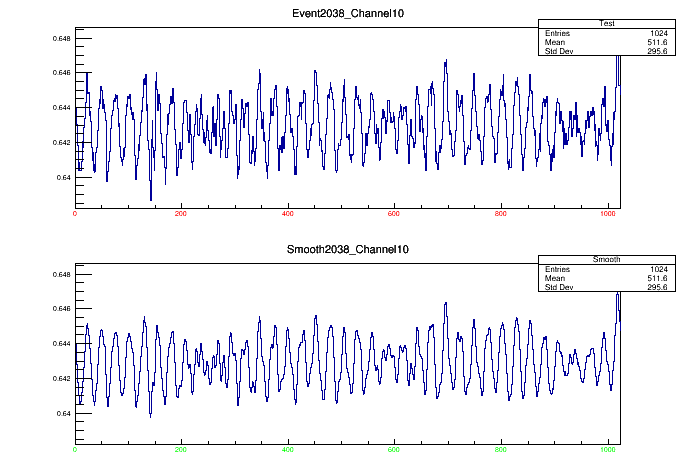 Event2038_Channel10
Test
Entries 1024
Mean 511.6
Std Dev 295.6
0.648
0.646
0.644
0.642
0.64
0 200 400 600 800 1000
Smooth2038_Channel10
Smooth
Entries 1024
Mean 511.6
Std Dev 295.6
0.648
0.646
0.644
0.642
0.64
0 200 400 600 800 1000